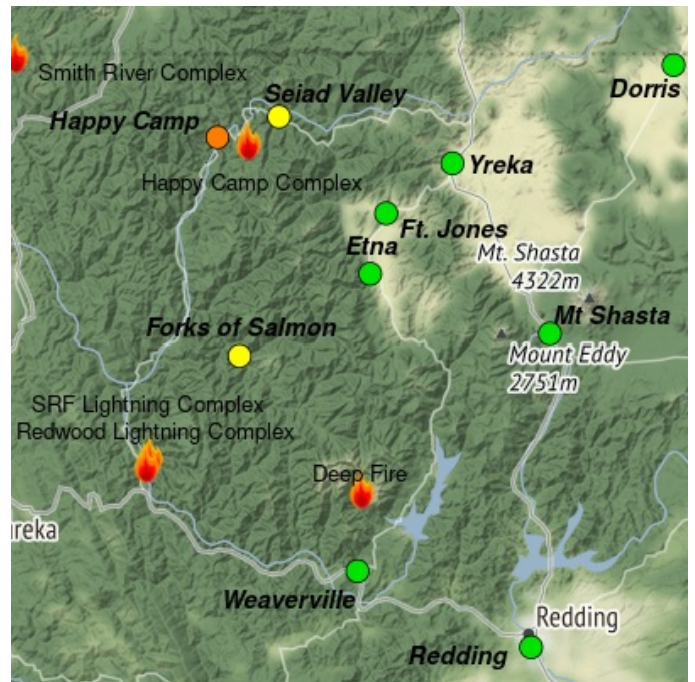 Smith River Complex
Dorris
Seiad Valley
Happy Camp
Yreka
Happy Camp Complex
Ft. Jones
Etna
Mt. Shasta
4322m
Mt Shasta
Forks of Salmon
Mount Eddy
2751m
SRF Lightning Complex
Redwood Lightning Complex
Deep Fire
ureka
Weaverville
Redding
Redding